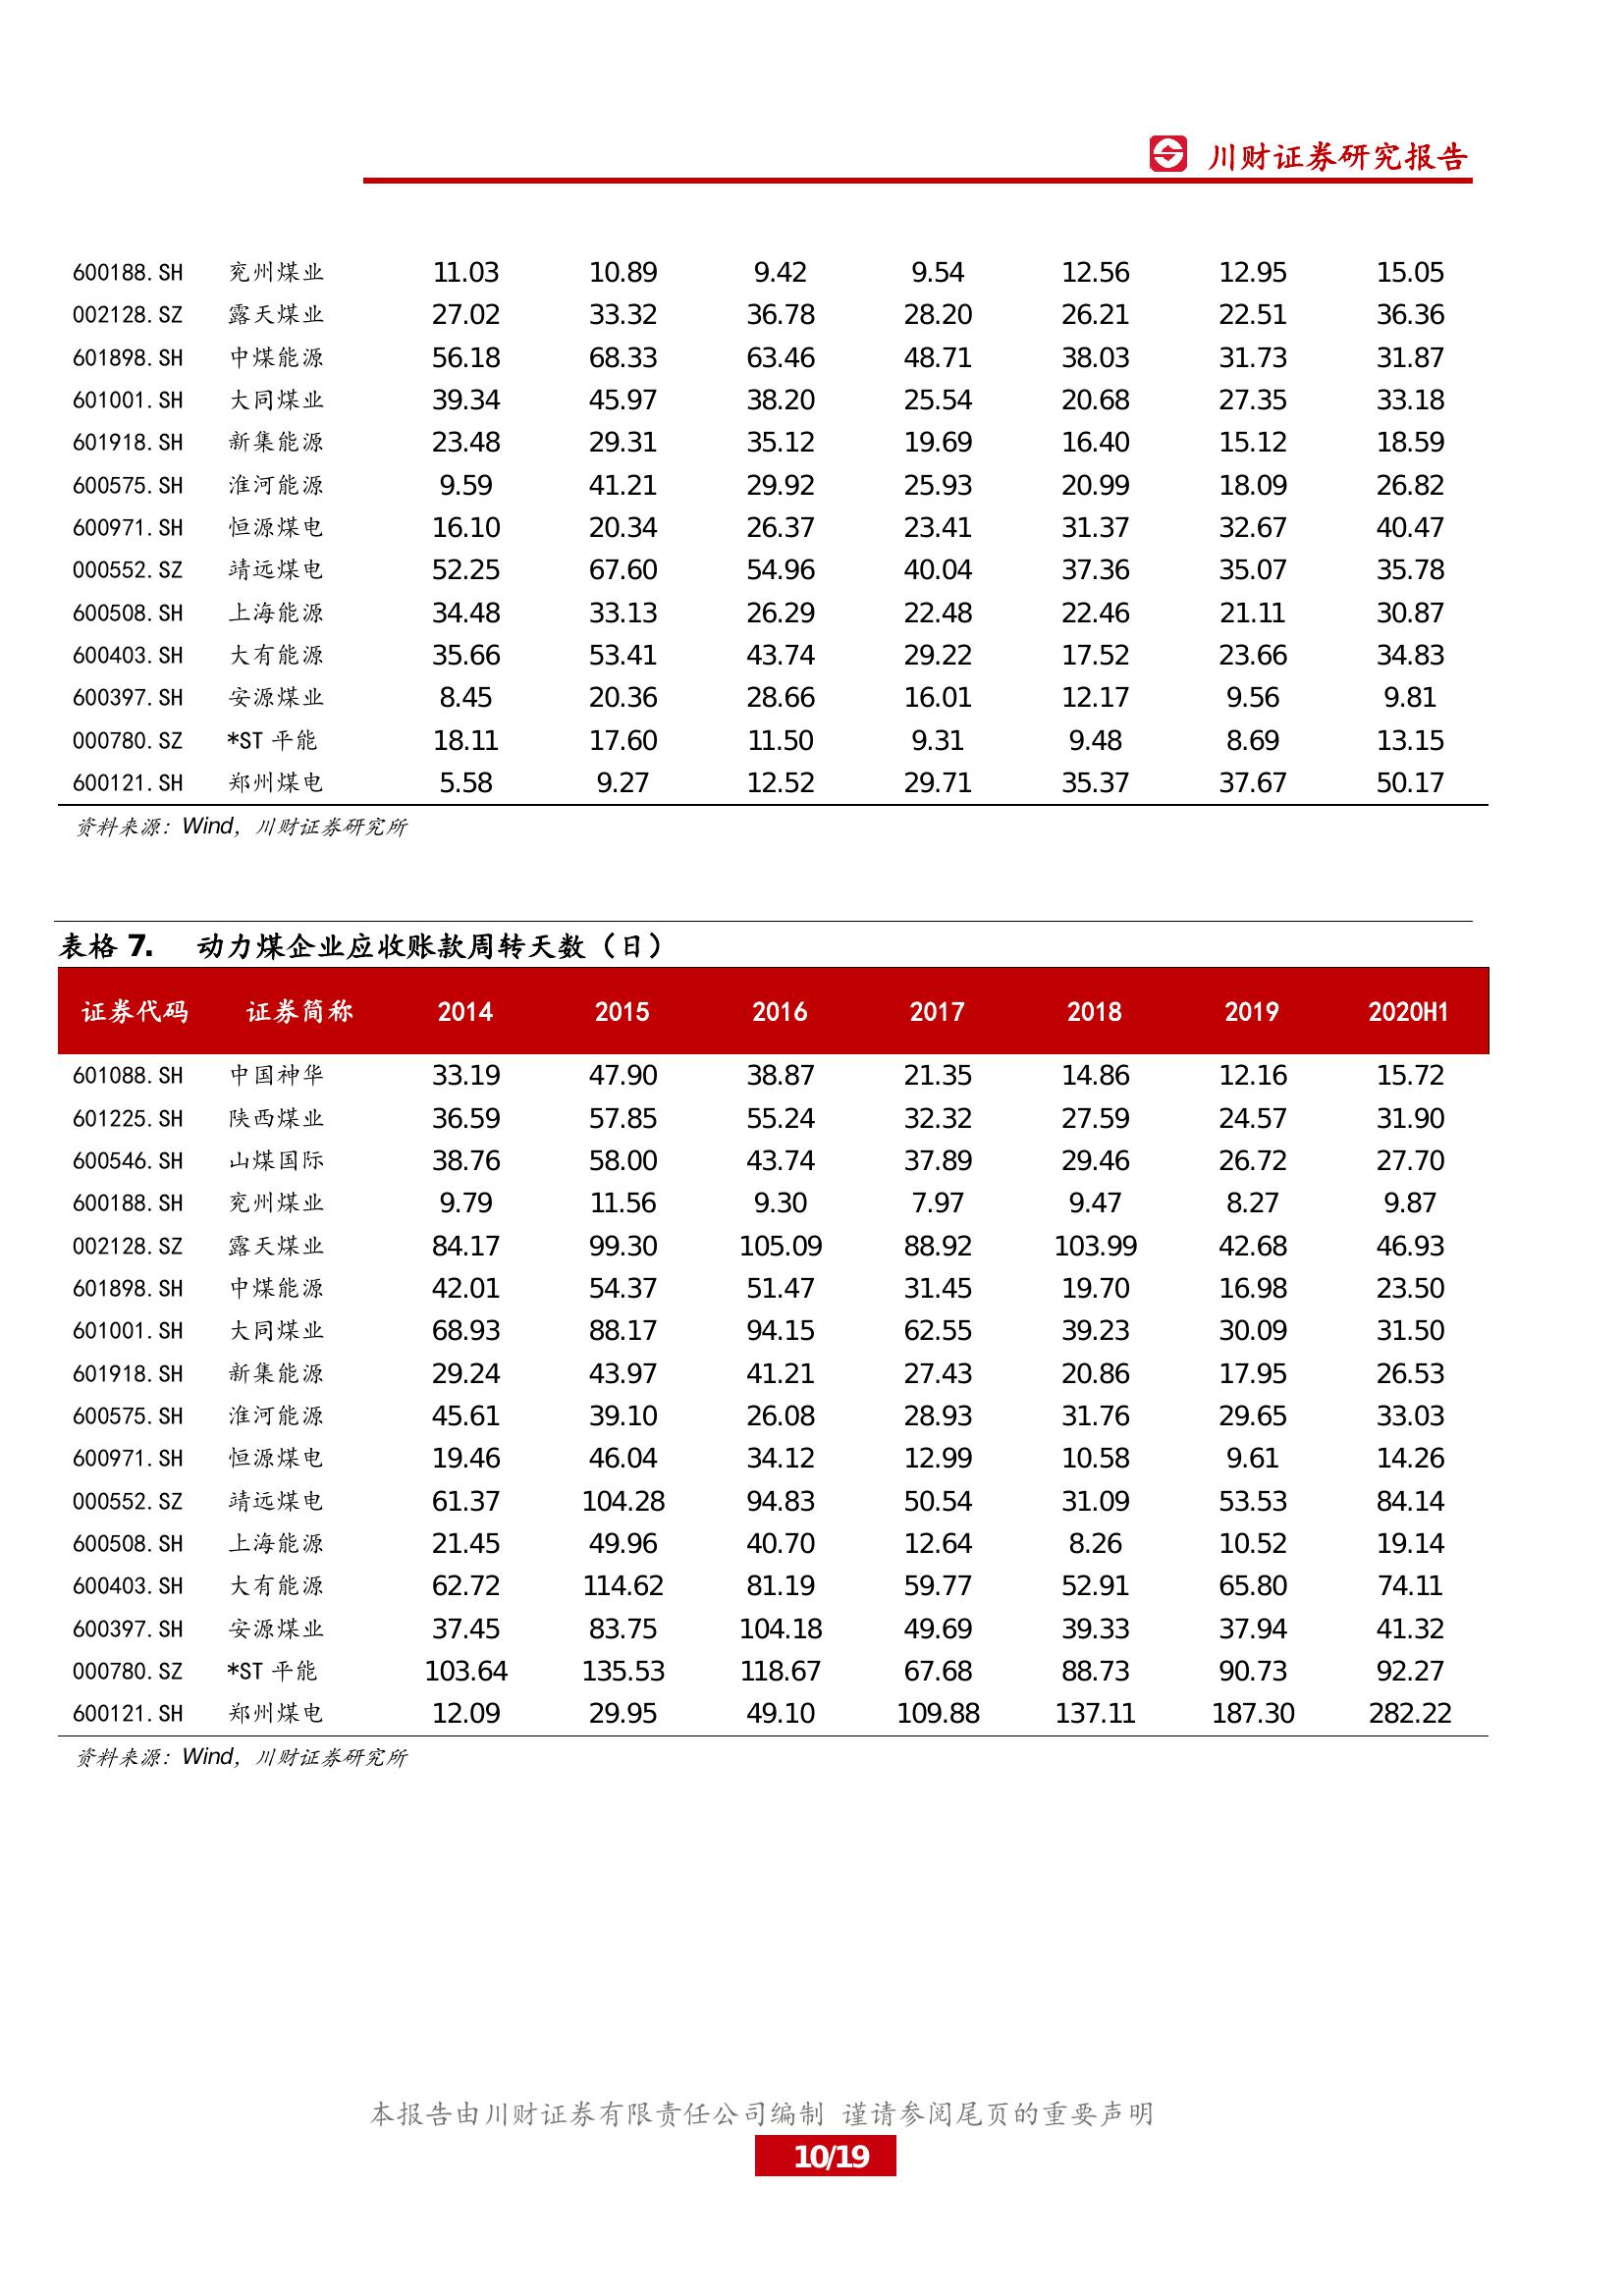 川财证券研究报告
600188.SH 兖州煤业 11.03 10.89 9.42 9.54 12.56 12.95 15.05
002128.SZ 露天煤业 27.02 33.32 36.78 28.20 26.21 22.51 36.36
601898.SH 中煤能源 56.18 68.33 63.46 48.71 38.03 31.73 31.87
601001.SH 大同煤业 39.34 45.97 38.20 25.54 20.68 27.35 33.18
601918.SH 新集能源 23.48 29.31 35.12 19.69 16.40 15.12 18.59
600575.SH 淮河能源 9.59 41.21 29.92 25.93 20.99 18.09 26.82
600971.SH 恒源煤电 16.10 20.34 26.37 23.41 31.37 32.67 40.47
000552.SZ 靖远煤电 52.25 67.60 54.96 40.04 37.36 35.07 35.78
600508.SH 上海能源 34.48 33.13 26.29 22.48 22.46 21.11 30.87
600403.SH 大有能源 35.66 53.41 43.74 29.22 17.52 23.66 34.83
600397.SH 安源煤业 8.45 20.36 28.66 16.01 12.17 9.56 9.81
000780.SZ *ST 平能 18.11 17.60 11.50 9.31 9.48 8.69 13.15
600121.SH 郑州煤电 5.58 9.27 12.52 29.71 35.37 37.67 50.17
资料来源：Wind，川财证券研究所
表格 7. 动力煤企业应收账款周转天数（日）
证券代码 证券简称 2014 2015 2016 2017 2018 2019 2020H1
601088.SH 中国神华 33.19 47.90 38.87 21.35 14.86 12.16 15.72
601225.SH 陕西煤业 36.59 57.85 55.24 32.32 27.59 24.57 31.90
600546.SH 山煤国际 38.76 58.00 43.74 37.89 29.46 26.72 27.70
600188.SH 兖州煤业 9.79 11.56 9.30 7.97 9.47 8.27 9.87
002128.SZ 露天煤业 84.17 99.30 105.09 88.92 103.99 42.68 46.93
601898.SH 中煤能源 42.01 54.37 51.47 31.45 19.70 16.98 23.50
601001.SH 大同煤业 68.93 88.17 94.15 62.55 39.23 30.09 31.50
601918.SH 新集能源 29.24 43.97 41.21 27.43 20.86 17.95 26.53
600575.SH 淮河能源 45.61 39.10 26.08 28.93 31.76 29.65 33.03
600971.SH 恒源煤电 19.46 46.04 34.12 12.99 10.58 9.61 14.26
000552.SZ 靖远煤电 61.37 104.28 94.83 50.54 31.09 53.53 84.14
600508.SH 上海能源 21.45 49.96 40.70 12.64 8.26 10.52 19.14
600403.SH 大有能源 62.72 114.62 81.19 59.77 52.91 65.80 74.11
600397.SH 安源煤业 37.45 83.75 104.18 49.69 39.33 37.94 41.32
000780.SZ *ST 平能 103.64 135.53 118.67 67.68 88.73 90.73 92.27
600121.SH 郑州煤电 12.09 29.95 49.10 109.88 137.11 187.30 282.22
资料来源：Wind，川财证券研究所
本报告由川财证券有限责任公司编制 谨请参阅尾页的重要声明
10/19